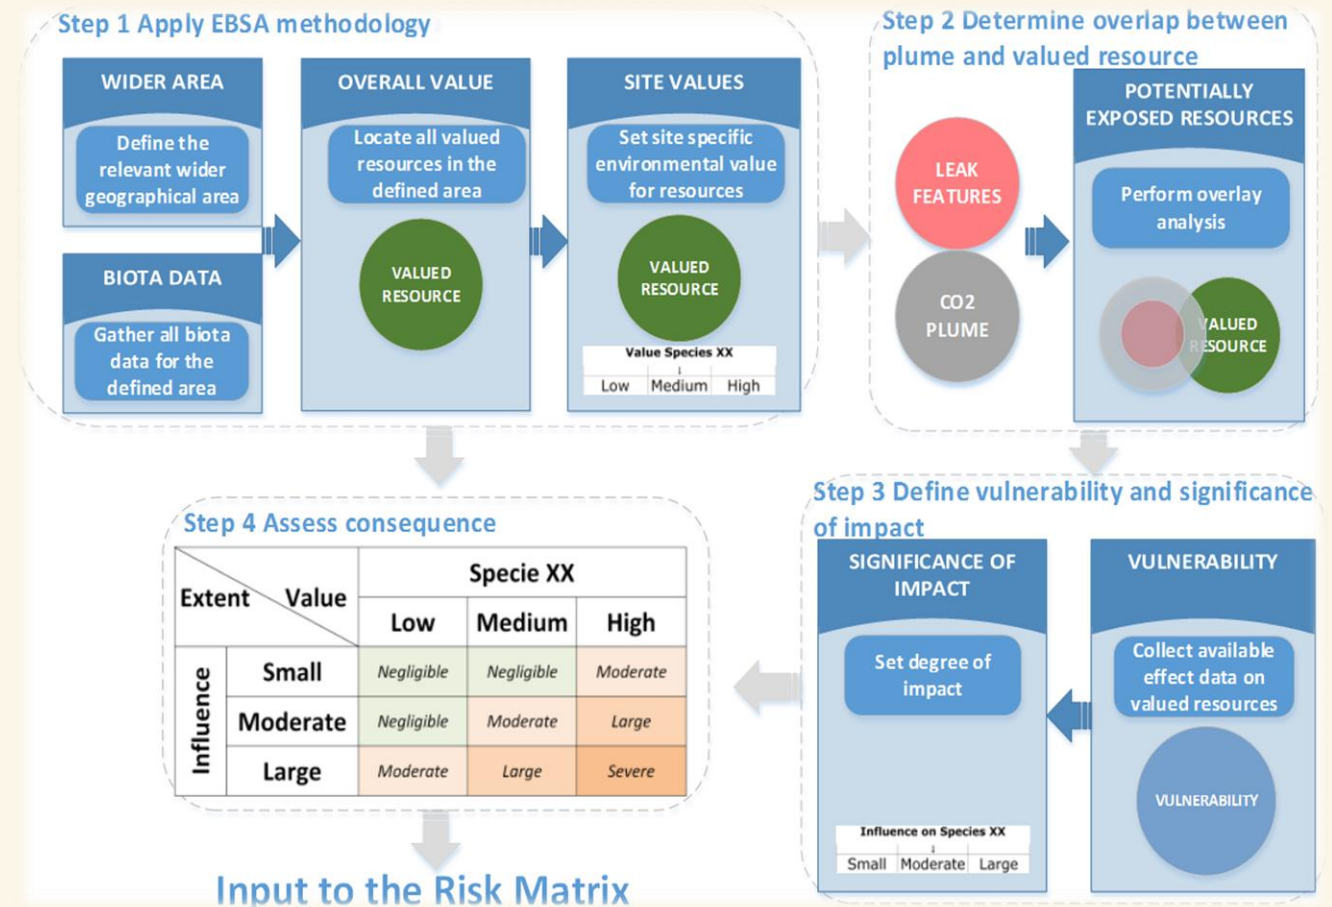 Step 1 Apply EBSA methodology
WIDER AREA
Define the
relevant wider
geographical area
BIOTA DATA
Gather all biota
data for the
defined area
OVERALL VALUE
Locate all valued
resources in the
defined area
VALUED
RESOURCE
SITE VALUES
Set site specific
environmental value
for resources
VALUED
RESOURCE
Value Species XX
↓
Low Medium High
Step 2 Determine overlap between
plume and valued resource
LEAK
FEATURES
CO2
PLUME
POTENTIALLY
EXPOSED RESOURCES
Perform overlay
analysis
VALUED
RESOURCE
Step 3 Define vulnerability and significance
of impact
VULNERABILITY
Collect available
effect data on
valued resources
VULNERABILITY
SIGNIFICANCE OF
IMPACT
Set degree of
impact
Influence on Species XX
↓
Small Moderate Large
Step 4 Assess consequence
Extent Value
Specie XX
Low Medium High
Influence
Small Negligible Negligible Moderate
Moderate Negligible Moderate Large
Large Moderate Large Severe
Input to the Risk Matrix